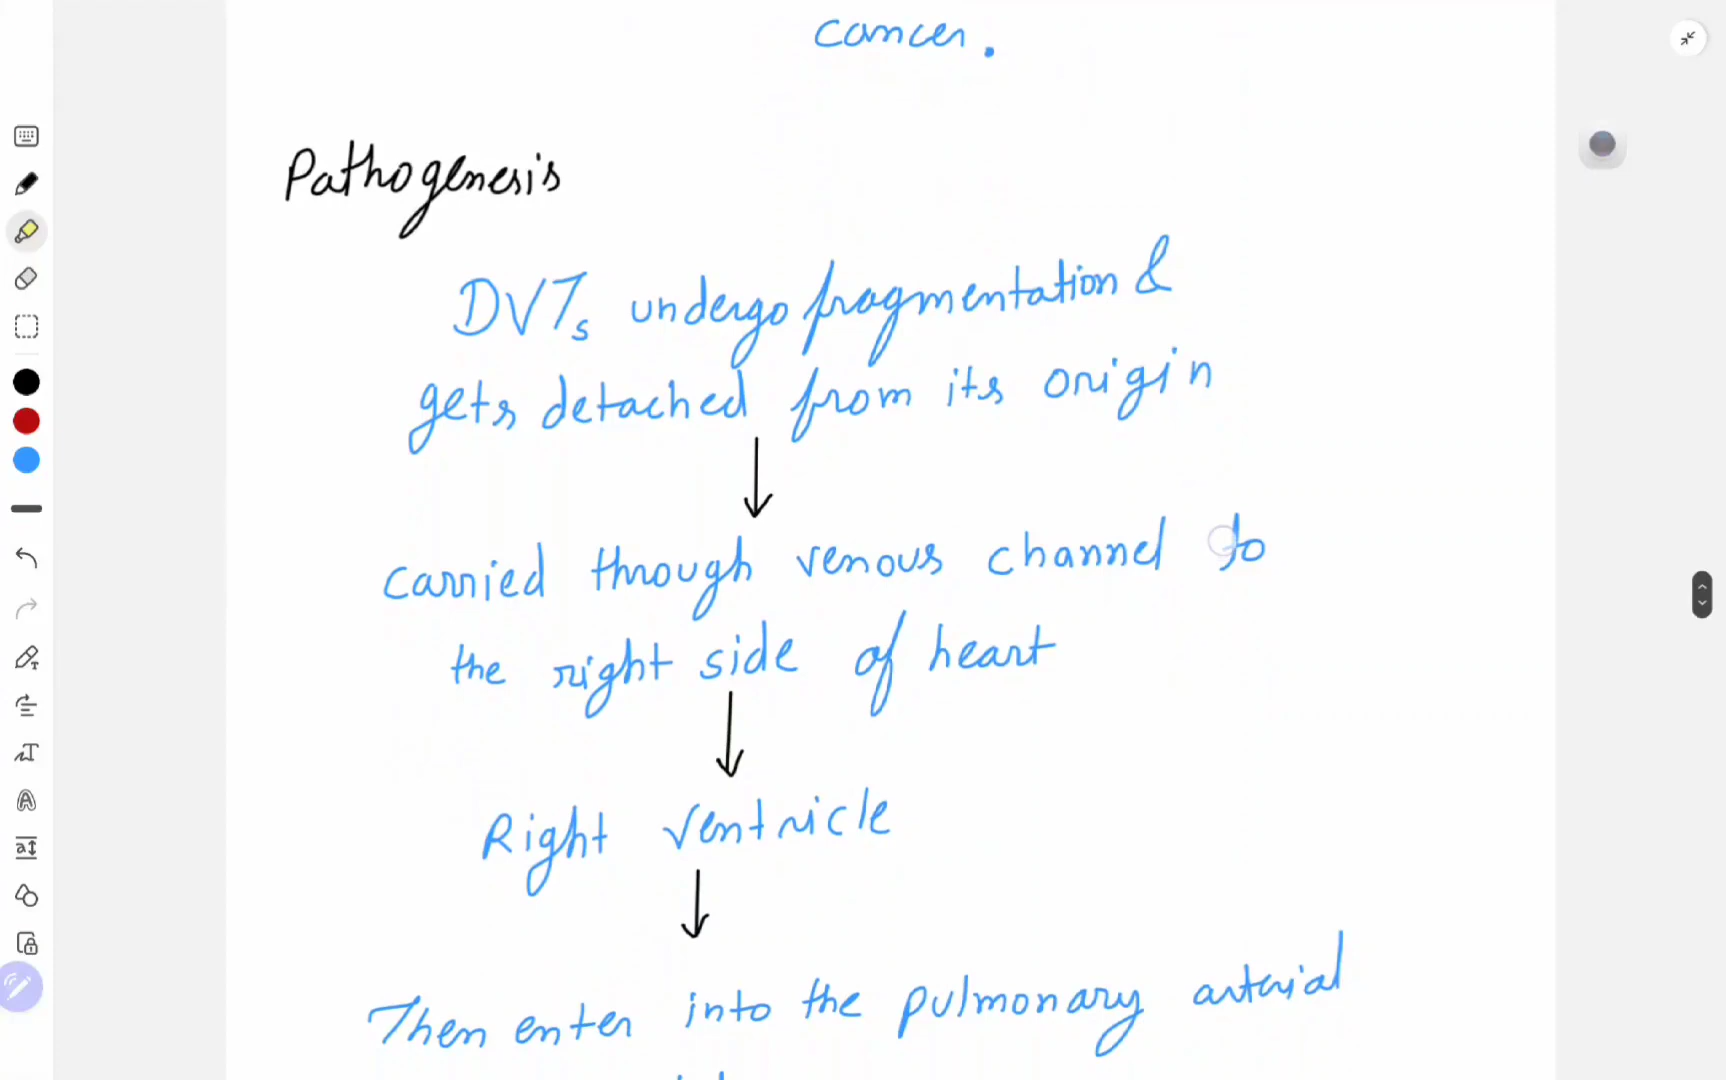 cancer.
Pathogenesis
DVTs undergo fragmentation &
gets detached from its origin
carried through venous channel to
the right side of heart
Right ventricle
Then enter into the pulmonary arterial